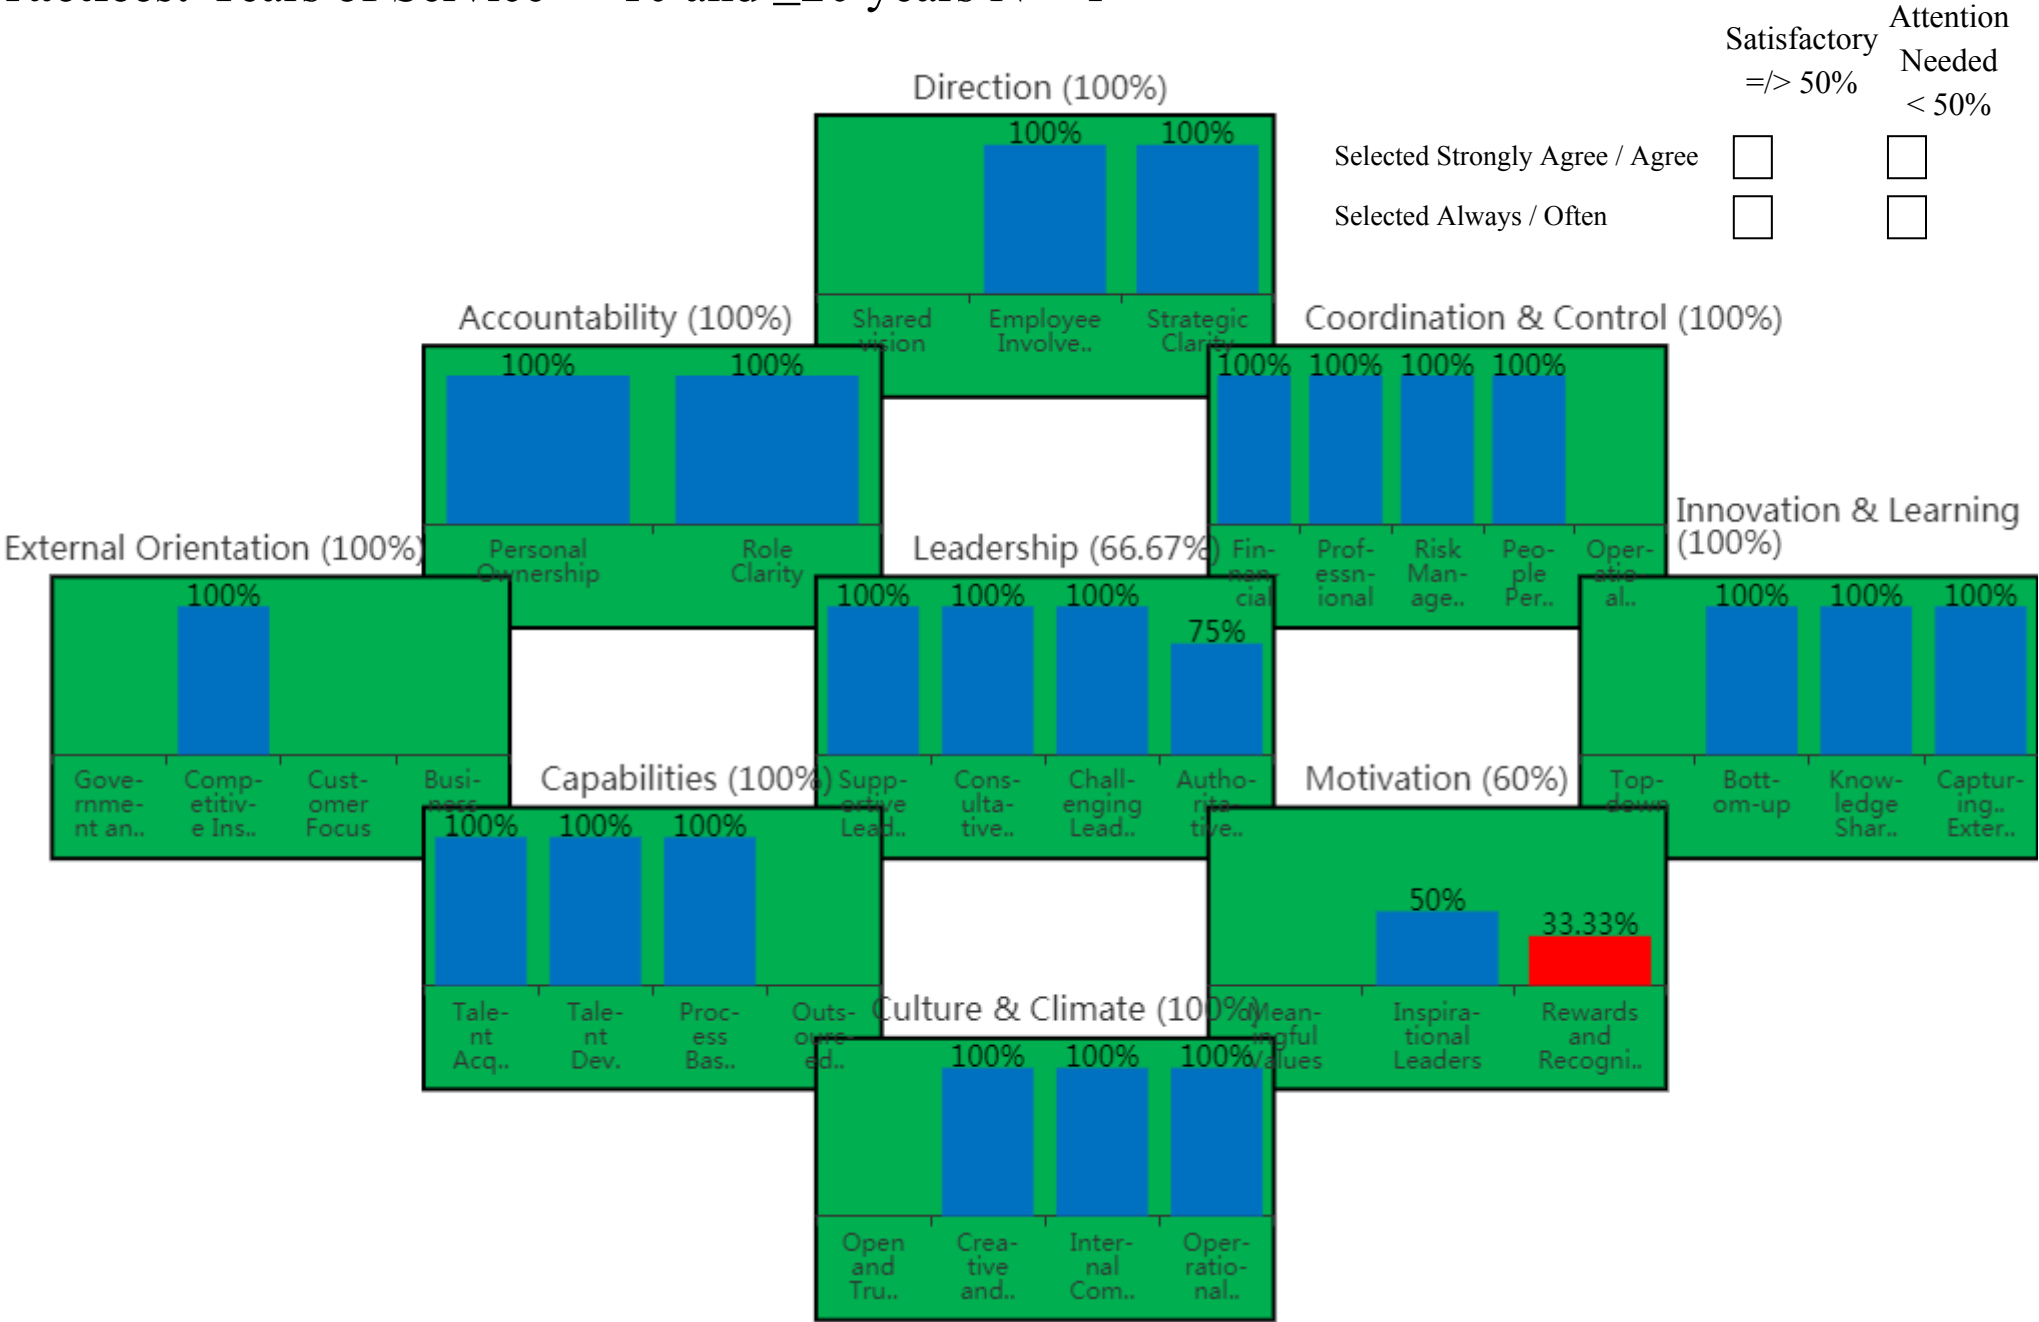 years N
Attention
Satisfactory
Needed
=/> 50%
< 50%
Selected Strongly Agree / Agree
Selected Always / Often
Direction (100%)
100% 100%
Shared vision
Employee Involve..
Strategic Clarity
Accountability (100%)
100% 100%
Personal Ownership
Role Clarity
Coordination & Control (100%)
100% 100% 100% 100%
Fin-
nan-
cial
Prof-
essn-
ional
Risk
Man-
age..
Peo-
ple
Per..
Oper-
atio-
al..
External Orientation (100%)
100%
Gove-
rnme-
nt an..
Comp-
etitiv-
e Ins..
Cust-
omer
Focus
Busi-
ness
Leadership (66.67%)
100% 100% 100% 75%
Supp-
ortive
Lead..
Cons-
ulta-
tive..
Chall-
enging
Lead..
Autho-
rita-
tive..
Innovation & Learning
(100%)
100% 100% 100%
Top-
down
Bott-
om-up
Know-
ledge
Shar..
Captur-
ing..
Exter..
Capabilities (100%)
100% 100% 100%
Tale-
nt
Acq..
Tale-
nt
Dev.
Proc-
ess
Bas..
Outs-
ourc-
ed..
Motivation (60%)
50% 33.33%
Mean-
ingful
Values
Inspira-
tional
Leaders
Rewards
and
Recogni..
Culture & Climate (100%)
100% 100% 100%
Open
and
Tru..
Crea-
tive
and..
Inter-
nal
Com..
Oper-
ratio-
nal..